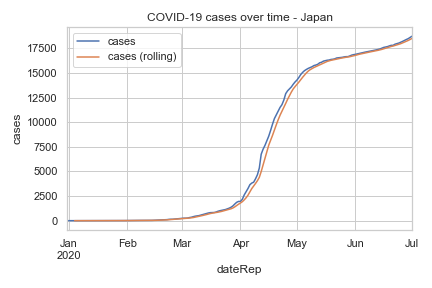 COVID-19 cases over time - Japan
cases
cases (rolling)
17500
15000
12500
10000
7500
5000
2500
0
cases
Jan Feb Mar Apr May Jun Jul
2020
dateRep